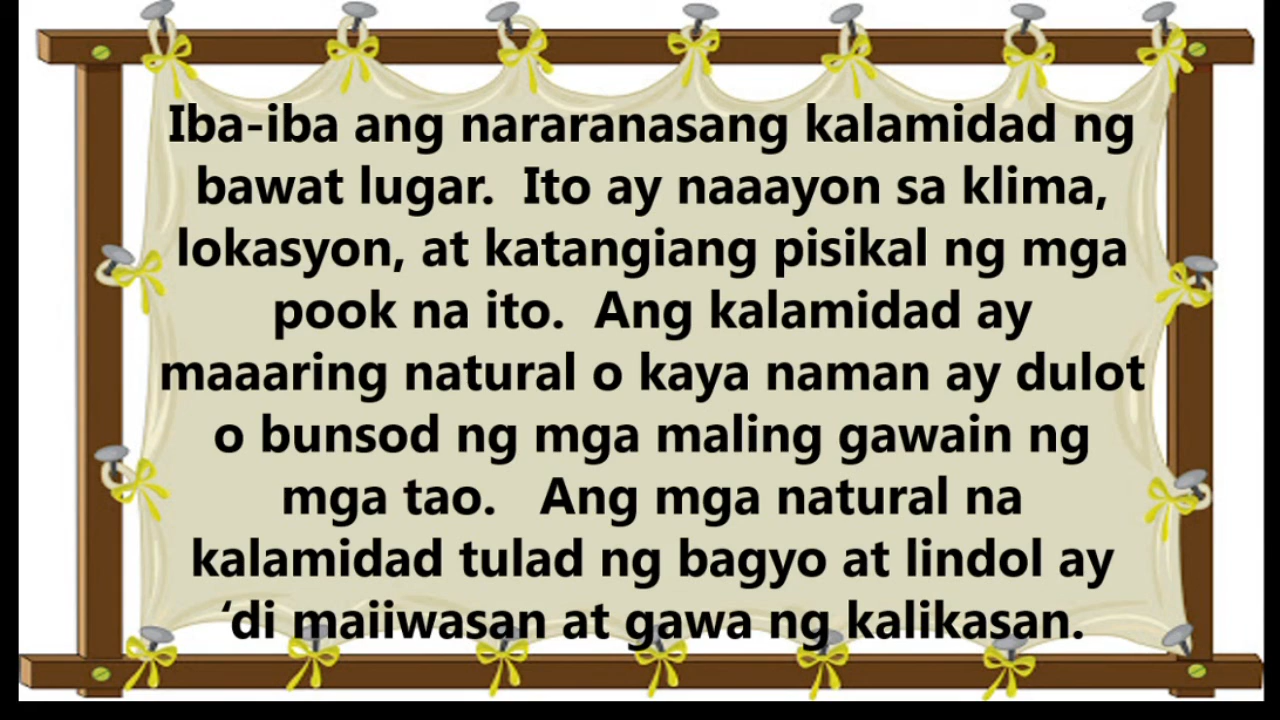 Iba-iba ang nararanasang kalamidad ng
bawat lugar.  Ito ay naaayon sa klima,
lokasyon, at katangiang pisikal ng mga
pook na ito.  Ang kalamidad ay
maaaring natural o kaya naman ay dulot
o bunsod ng mga maling gawain ng
mga tao.   Ang mga natural na
kalamidad tulad ng bagyo at lindol ay
‘di maiiwasan at gawa ng kalikasan.